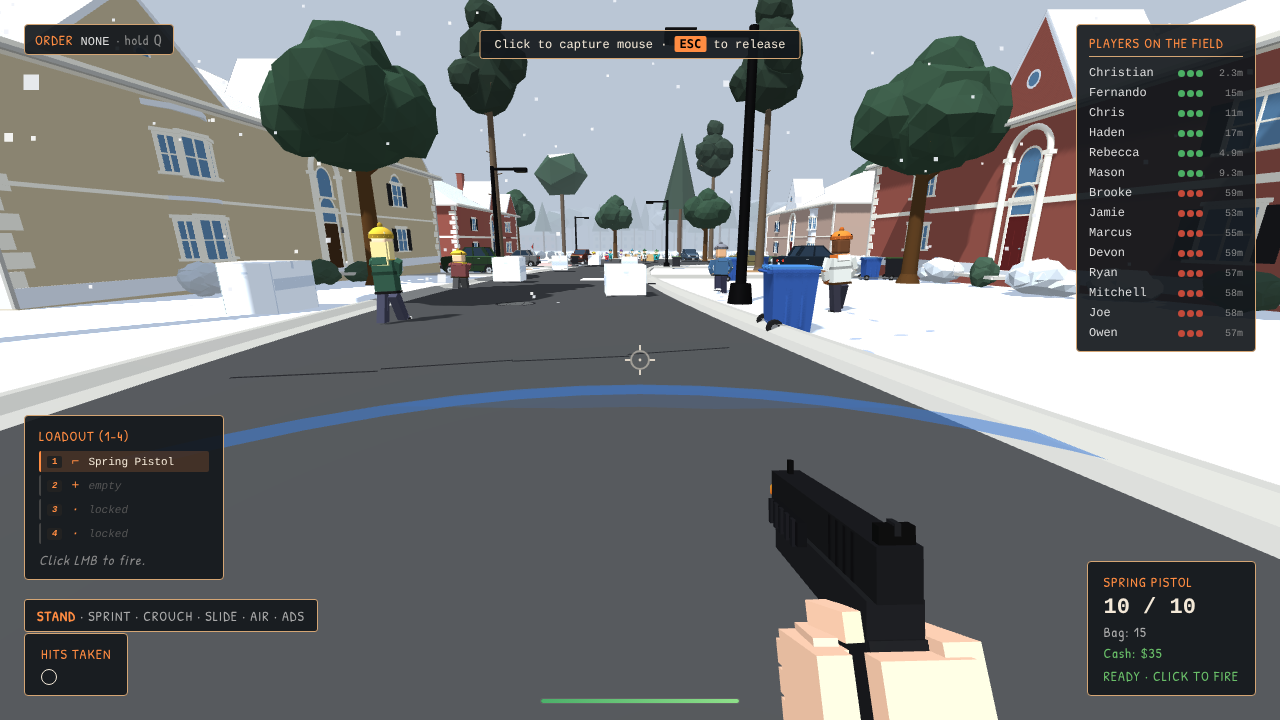 ORDER NONE · hold Q
Click to capture mouse · ESC to release
PLAYERS ON THE FIELD
Christian 2.3m
Fernando 15m
Chris 11m
Haden 17m
Rebecca 4.9m
Mason 9.3m
Brooke 59m
Jamie 53m
Marcus 55m
Devon 59m
Ryan 57m
Mitchell 58m
Joe 58m
Owen 57m
LOADOUT (1-4)
1 Spring Pistol
2 + empty
3 · locked
4 · locked
Click LMB to fire.
STAND · SPRINT · CROUCH · SLIDE · AIR · ADS
HITS TAKEN
SPRING PISTOL
10 / 10
Bag: 15
Cash: $35
READY · CLICK TO FIRE